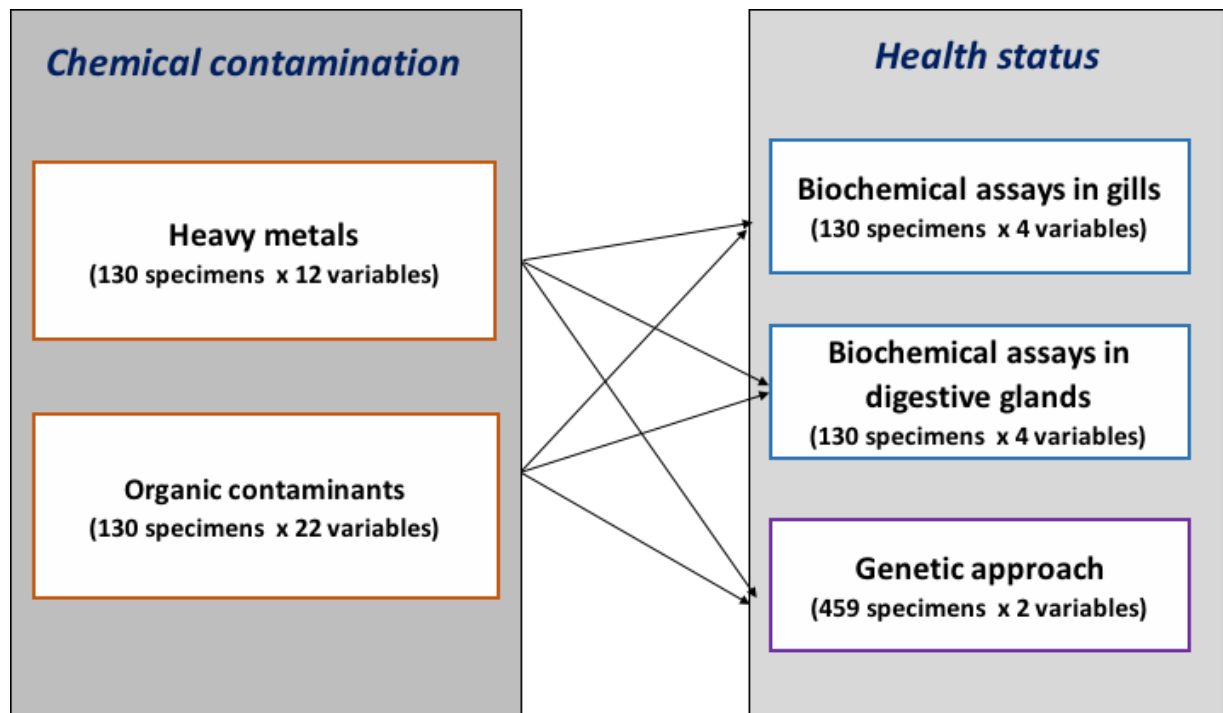 Chemical contamination
Heavy metals
(130 specimens x 12 variables)
Organic contaminants
(130 specimens x 22 variables)
Health status
Biochemical assays in gills
(130 specimens x 4 variables)
Biochemical assays in
digestive glands
(130 specimens x 4 variables)
Genetic approach
(459 specimens x 2 variables)